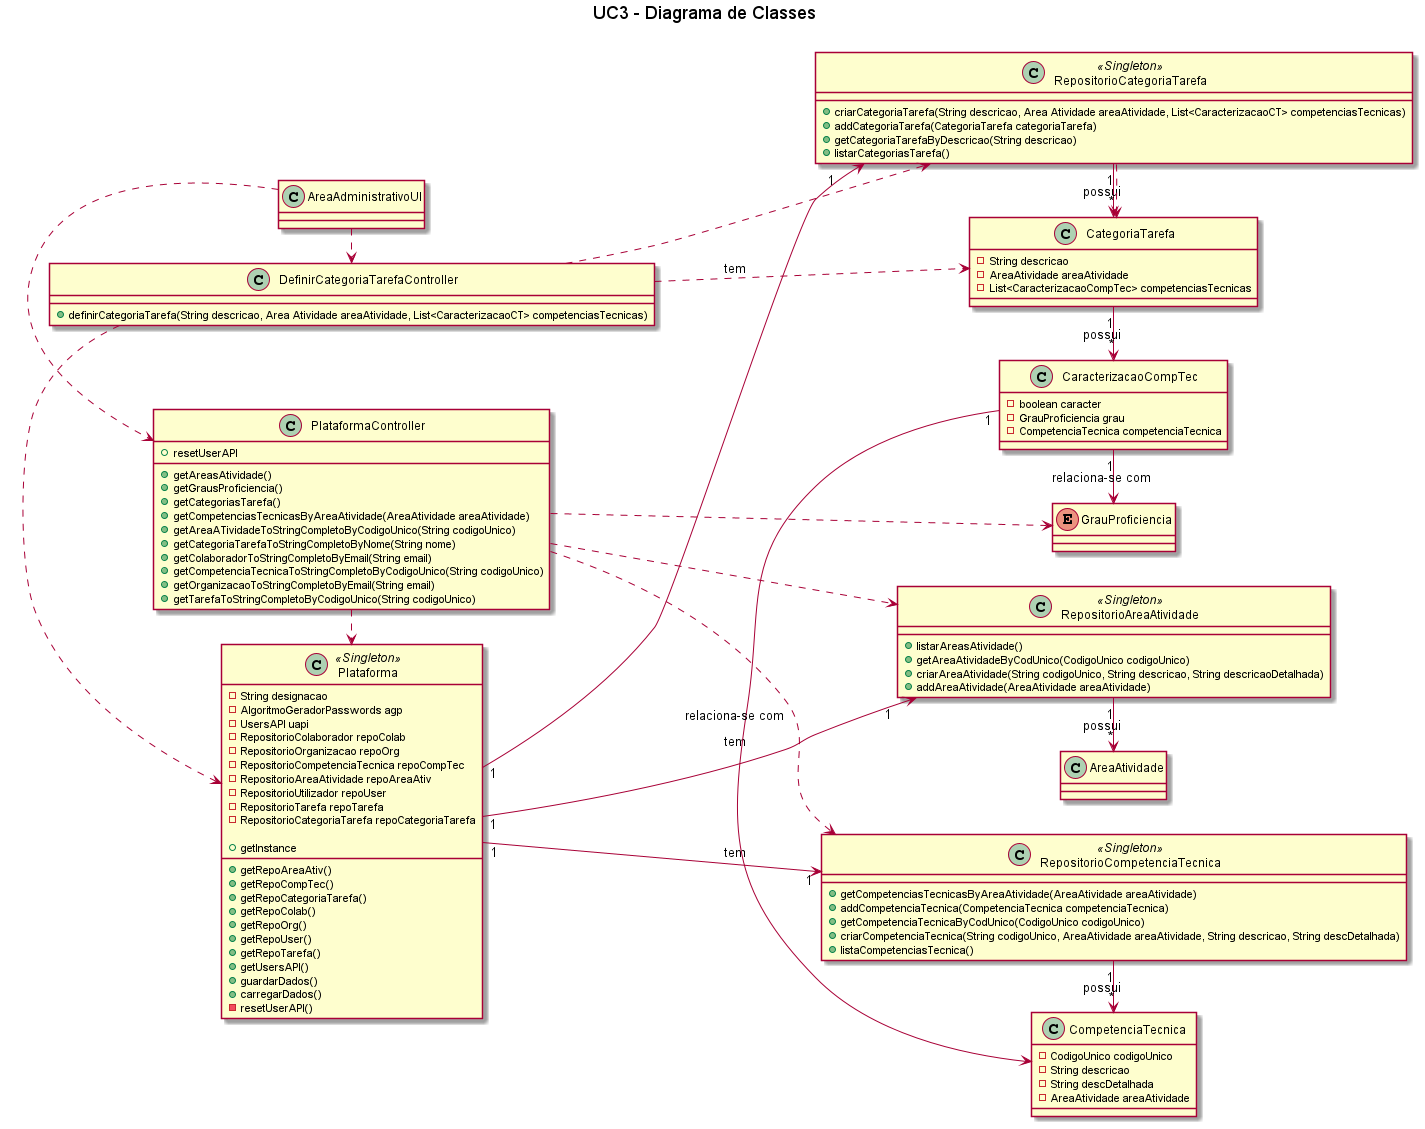 UC3 - Diagrama de Classes
C «Singleton»
RepositorioCategoriaTarefa
criarCategoriaTarefa(String descricao, Area Atividade areaAtividade, List<CaracterizacaoCT> competenciasTecnicas)
addCategoriaTarefa(CategoriaTarefa categoriaTarefa)
getCategoriaTarefaByDescricao(String descricao)
listarCategoriasTarefa()
1
1
possui
*
C AreaAdministrativoUI
C CategoriaTarefa
String descricao
AreaAtividade areaAtividade
List<CaracterizacaoCompTec> competenciasTecnicas
tem
C DefinirCategoriaTarefaController
definirCategoriaTarefa(String descricao, Area Atividade areaAtividade, List<CaracterizacaoCT> competenciasTecnicas)
1
possui
*
C CaracterizacaoCompTec
boolean caracter
GrauProficiencia grau
CompetenciaTecnica competenciaTecnica
1
1
relaciona-se com
C PlataformaController
resetUserAPI
getAreasAtividade()
getGrausProficiencia()
getCategoriasTarefa()
getCompetenciasTecnicasByAreaAtividade(AreaAtividade areaAtividade)
getAreaATividadeToStringCompletoByCodigoUnico(String codigoUnico)
getCategoriaTarefaToStringCompletoByNome(String nome)
getColaboradorToStringCompletoByEmail(String email)
getCompetenciaTecnicaToStringCompletoByCodigoUnico(String codigoUnico)
getOrganizacaoToStringCompletoByEmail(String email)
getTarefaToStringCompletoByCodigoUnico(String codigoUnico)
E GrauProficiencia
C «Singleton»
RepositorioAreaAtividade
listarAreasAtividade()
getAreaAtividadeByCodUnico(CodigoUnico codigoUnico)
criarAreaAtividade(String codigoUnico, String descricao, String descricaoDetalhada)
addAreaAtividade(AreaAtividade areaAtividade)
C «Singleton»
Plataforma
String designacao
AlgoritmoGeradorPasswords agp
UsersAPI uapi
RepositorioColaborador repoColab
RepositorioOrganizacao repoOrg
RepositorioCompetenciaTecnica repoCompTec
RepositorioAreaAtividade repoAreaAtiv
RepositorioUtilizador repoUser
RepositorioTarefa repoTarefa
RepositorioCategoriaTarefa repoCategoriaTarefa
getInstance
getRepoAreaAtiv()
getRepoCompTec()
getRepoCategoriaTarefa()
getRepoColab()
getRepoOrg()
getRepoUser()
getRepoTarefa()
getUsersAPI()
guardarDados()
carregarDados()
resetUserAPI()
1
1
1
relaciona-se com
tem
1
tem
1
1
possui
*
C AreaAtividade
C «Singleton»
RepositorioCompetenciaTecnica
getCompetenciasTecnicasByAreaAtividade(AreaAtividade areaAtividade)
addCompetenciaTecnica(CompetenciaTecnica competenciaTecnica)
getCompetenciaTecnicaByCodUnico(CodigoUnico codigoUnico)
criarCompetenciaTecnica(String codigoUnico, AreaAtividade areaAtividade, String descricao, String descDetalhada)
listaCompetenciasTecnica()
1
possui
*
C CompetenciaTecnica
CodigoUnico codigoUnico
String descricao
String descDetalhada
AreaAtividade areaAtividade